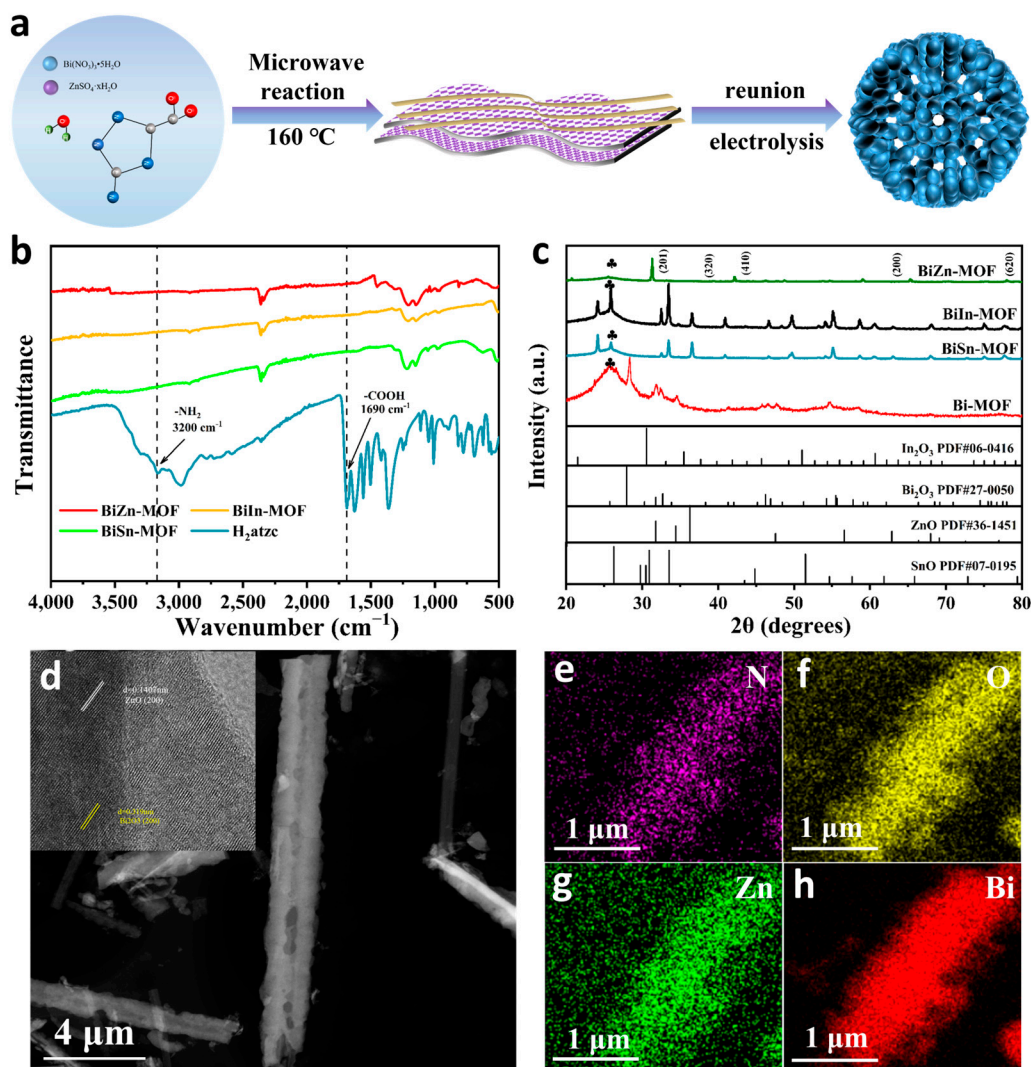 a
Bi(NO3)3•5H2O
ZnSO4·xH2O
Microwave
reaction
160 ℃
reunion
electrolysis
b
Transmittance
-NH2
3200 cm−1
-COOH
1690 cm−1
BiZn-MOF
BiIn-MOF
BiSn-MOF
H2atzc
4,000
3,500
3,000
2,500
2,000
1,500
1,000
500
Wavenumber (cm−1)
c
Intensity (a.u.)
(201)
(320)
(410)
(200)
(620)
♣
BiZn-MOF
♣
BiIn-MOF
♣
BiSn-MOF
♣
Bi-MOF
In2O3 PDF#06-0416
Bi2O3 PDF#27-0050
ZnO PDF#36-1451
SnO PDF#07-0195
20
30
40
50
60
70
80
2θ (degrees)
d
d=0.1407nm
ZnO (200)
4 μm
e
N
1 μm
f
O
1 μm
g
Zn
1 μm
h
Bi
1 μm